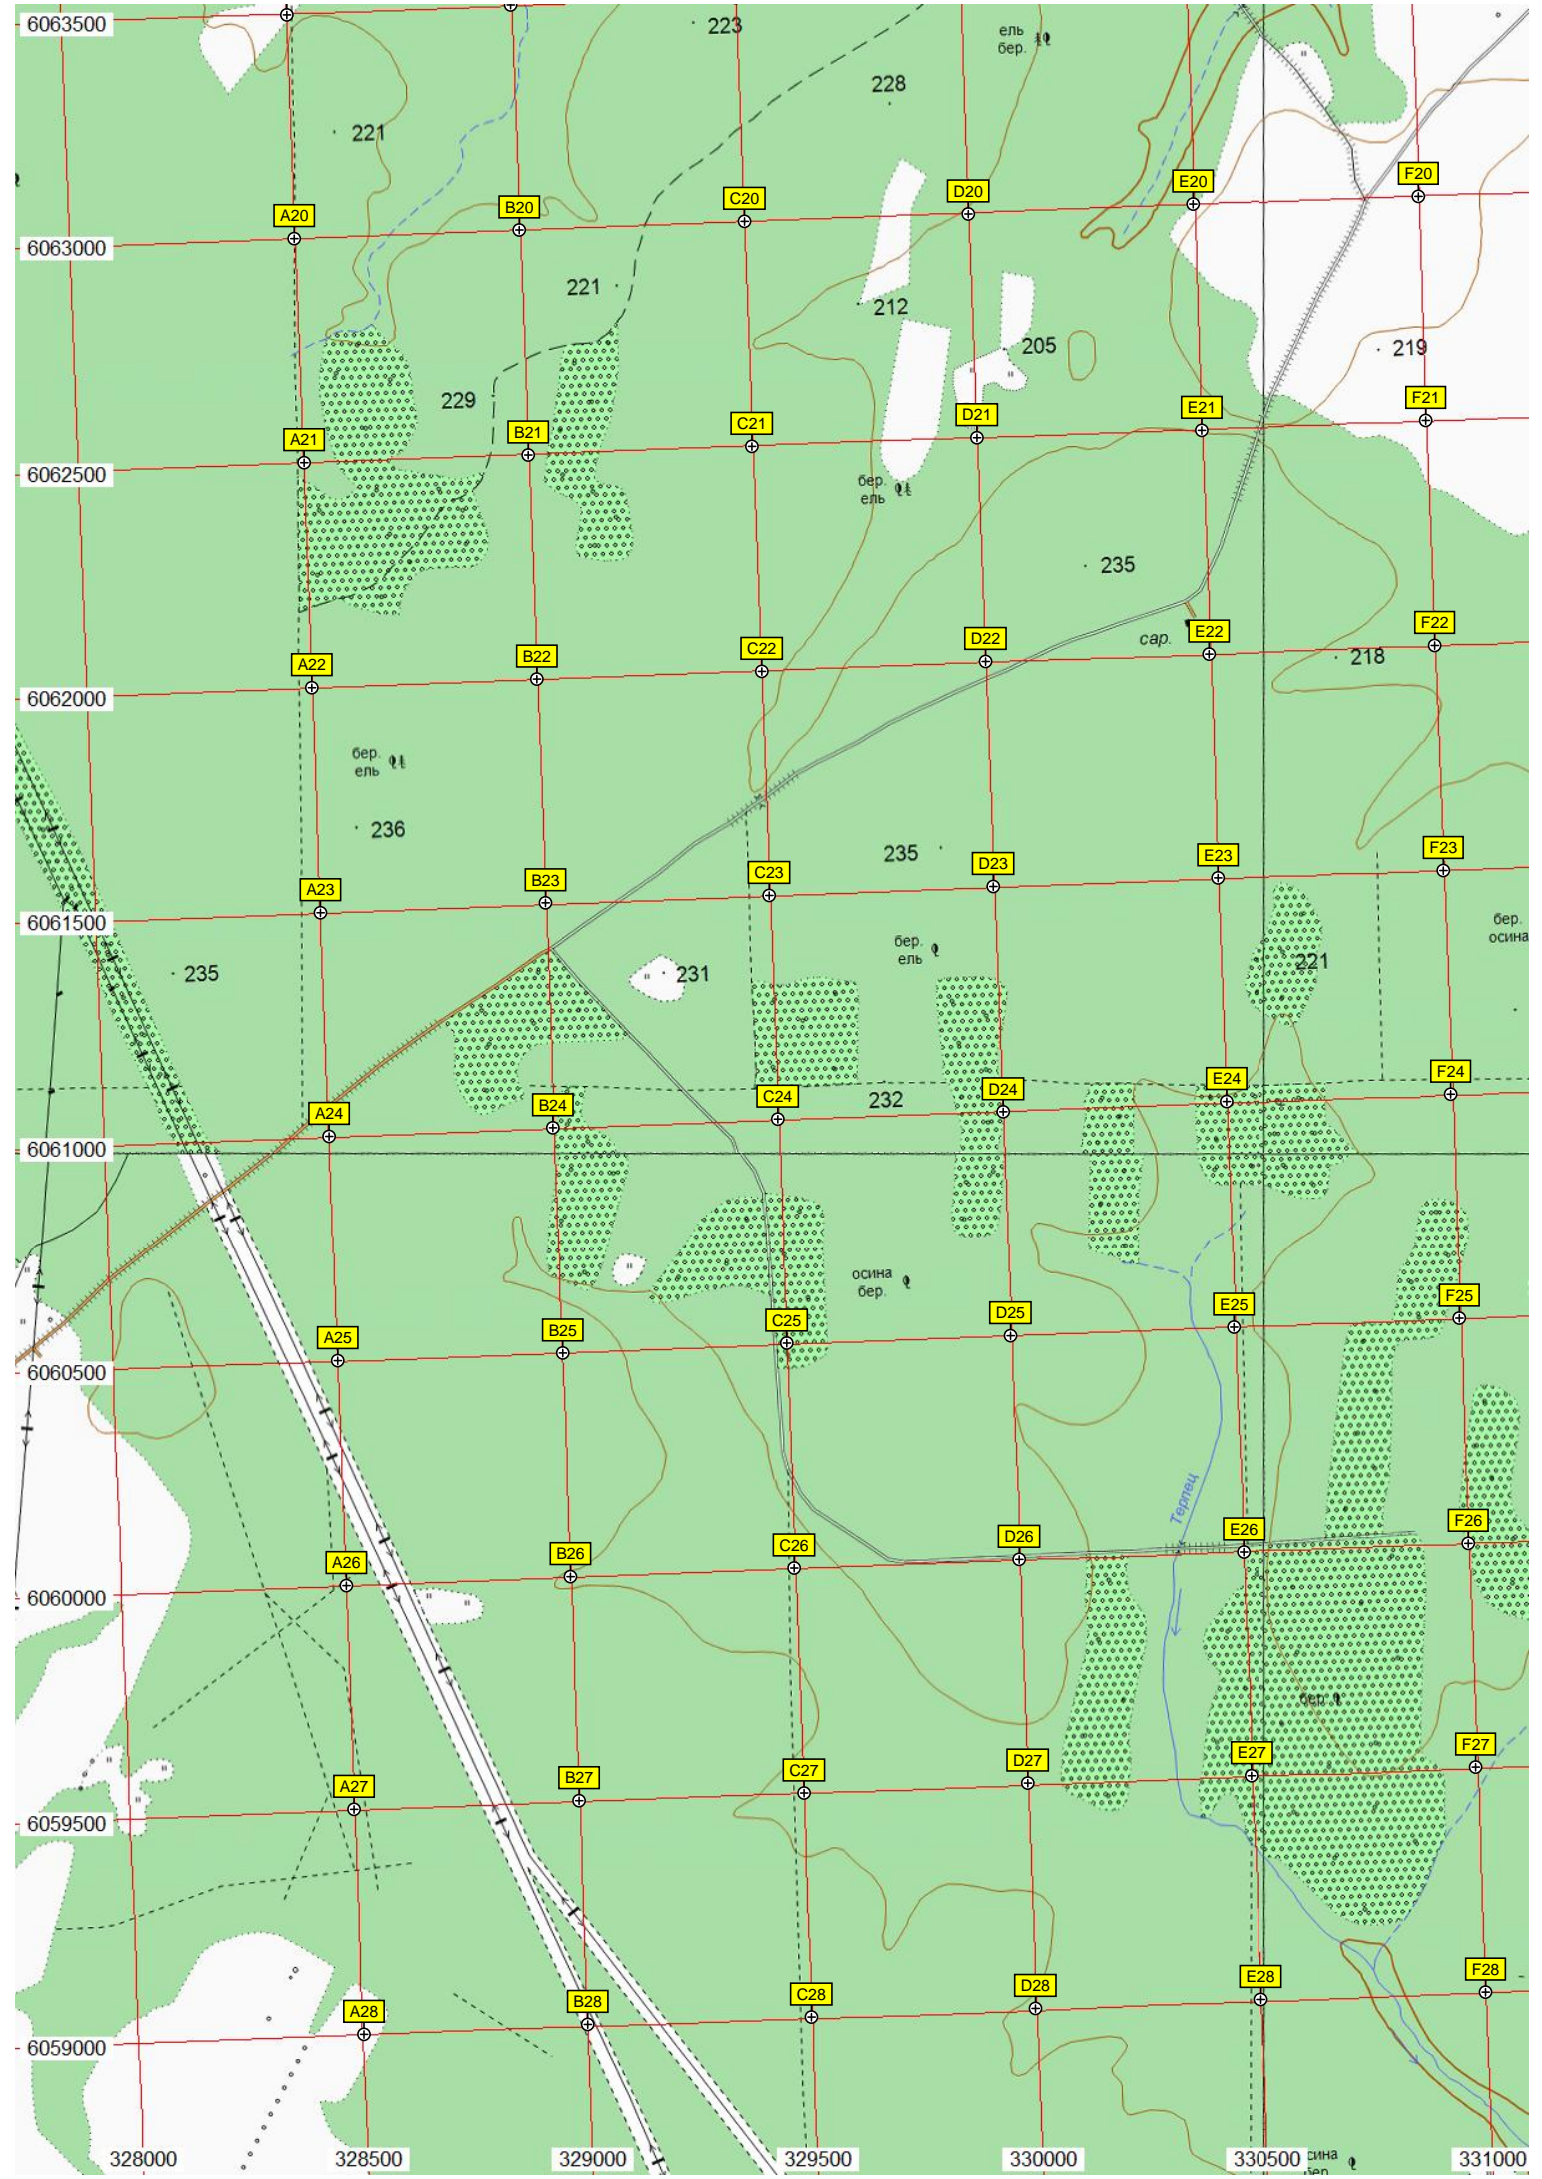 6063500
223
ель
бер.
228
221
A20
B20
C20
D20
E20
F20
6063000
221
212
205
219
229
A21
B21
C21
D21
E21
F21
6062500
бер.
ель
235
сар.
A22
B22
C22
D22
E22
F22
218
6062000
бер.
ель
236
235
A23
B23
C23
D23
E23
F23
6061500
бер.
осина
бер.
ель
235
231
221
A24
B24
C24
D24
E24
F24
232
6061000
осина
бер.
A25
B25
C25
D25
E25
F25
6060500
Терпец
A26
B26
C26
D26
E26
F26
6060000
бер.
A27
B27
C27
D27
E27
F27
6059500
A28
B28
C28
D28
E28
F28
6059000
328000
328500
329000
329500
330000
330500
331000
сина
бер.